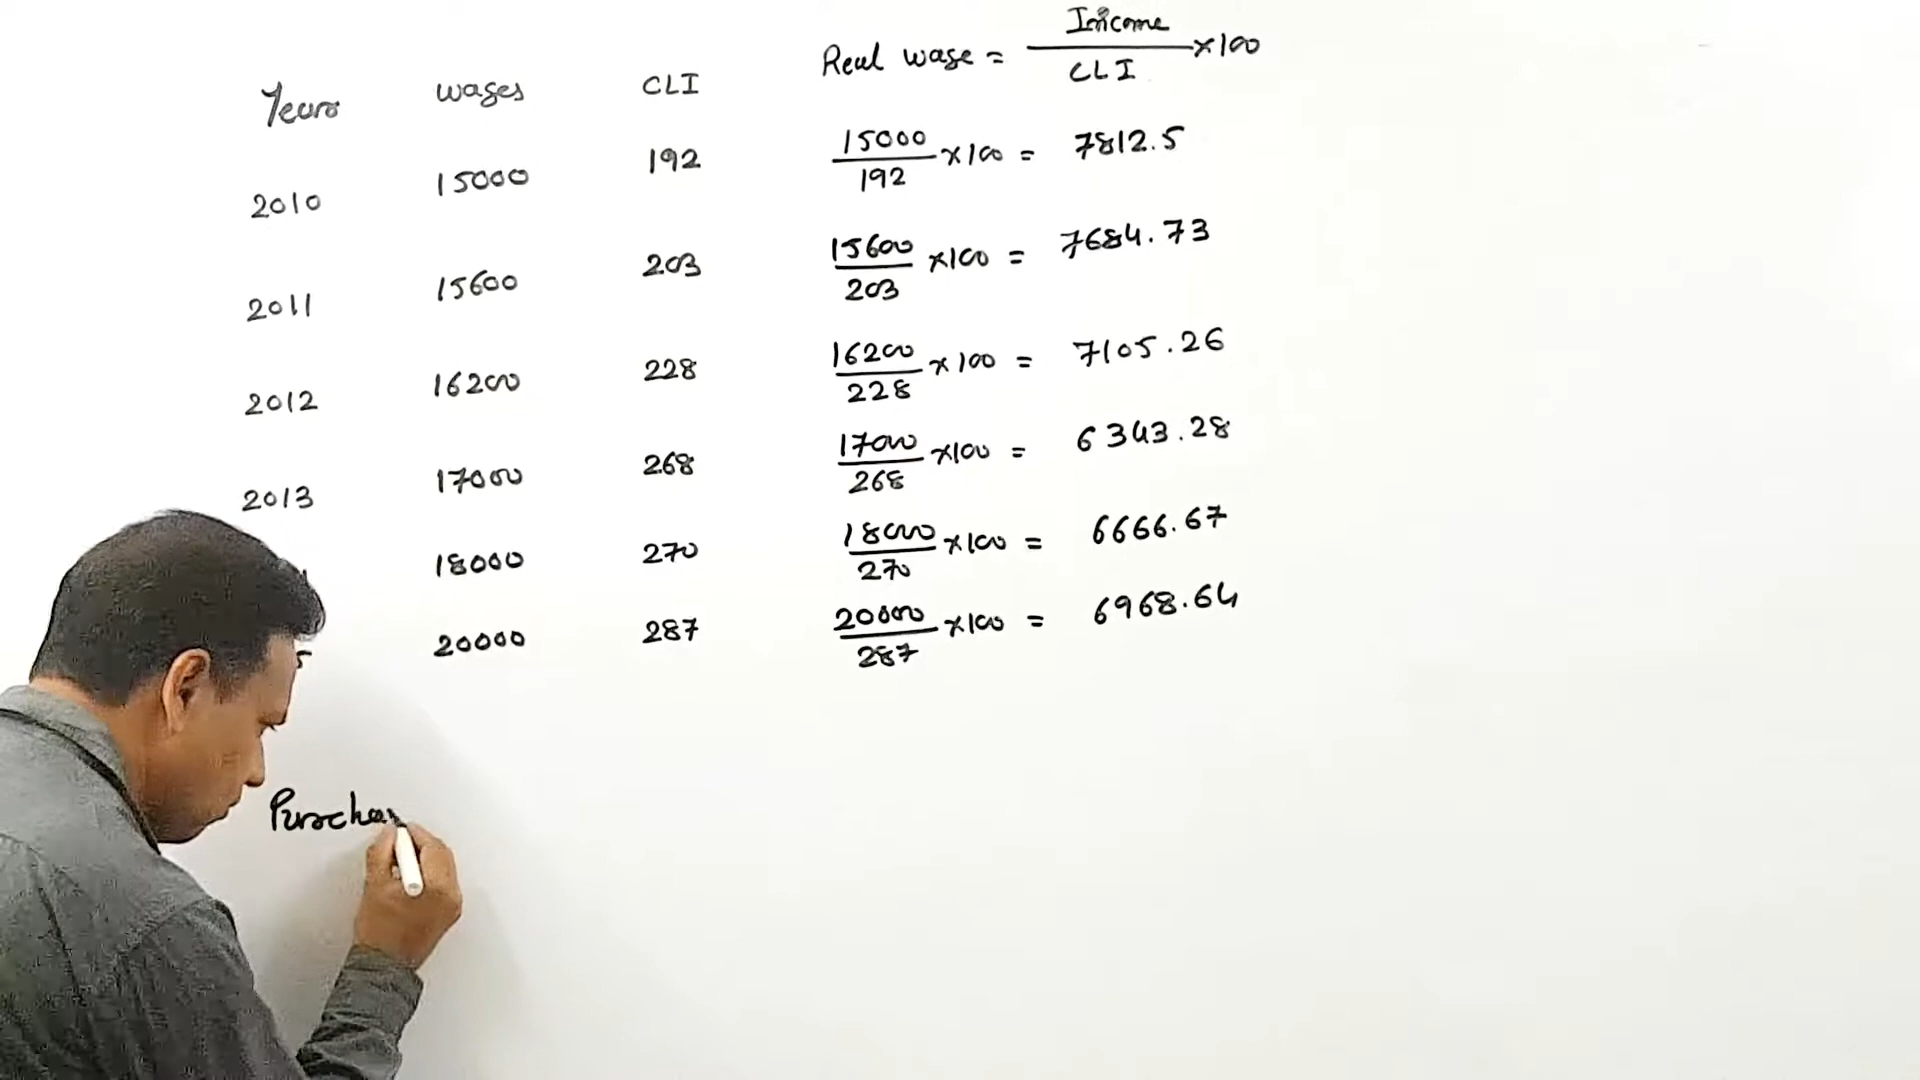 Real wage = Income / CLI × 100
Years wages CLI
2010 15000 192 15000 / 192 × 100 = 7812.5
2011 15600 203 15600 / 203 × 100 = 7684.73
2012 16200 228 16200 / 228 × 100 = 7105.26
2013 17000 268 17000 / 268 × 100 = 6343.28
18000 270 18000 / 270 × 100 = 6666.67
20000 287 20000 / 287 × 100 = 6968.64
Purchas